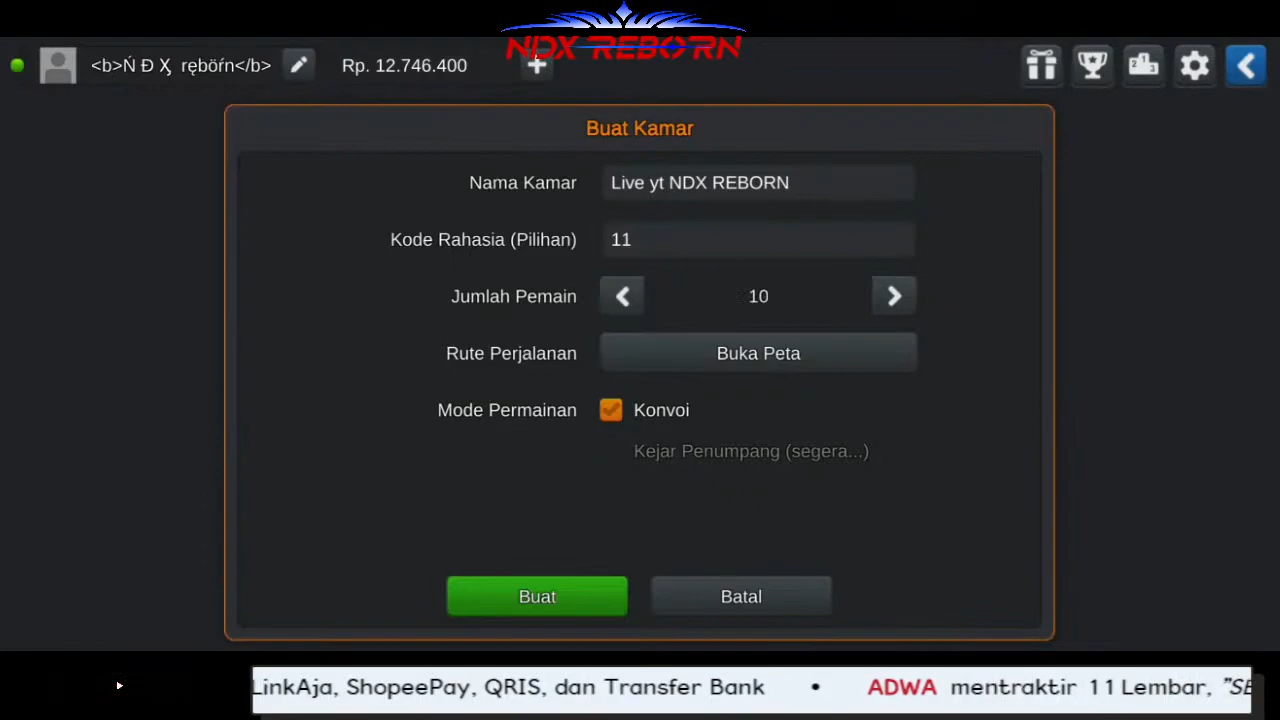 NDX REBORN
<b>Ń Đ Ӽ ręböŕn</b>
Rp. 12.746.400
Buat Kamar
Nama Kamar
Live yt NDX REBORN
Kode Rahasia (Pilihan)
11
Jumlah Pemain
10
Rute Perjalanan
Buka Peta
Mode Permainan
Konvoi
Kejar Penumpang (segera...)
Buat
Batal
LinkAja, ShopeePay, QRIS, dan Transfer Bank • ADWA mentraktir 11 Lembar,